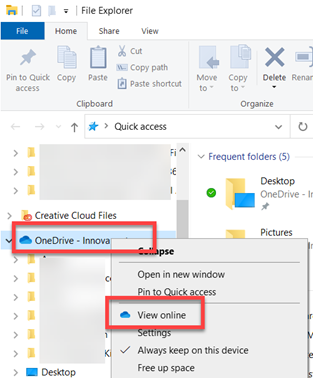 File Explorer
File
Home
Share
View
Pin to Quick
access
Copy
Paste
Cut
Copy path
Paste shortcut
Clipboard
Move
to
Copy
to
Delete
Organize
Quick access
Fi
Creative Cloud Files
OneDrive - Innova
Desktop
Frequent folders (5)
Desktop
OneDrive - Inn
Pictures
Collapse
Open in new window
Pin to Quick access
View online
Settings
Always keep on this device
Free up space